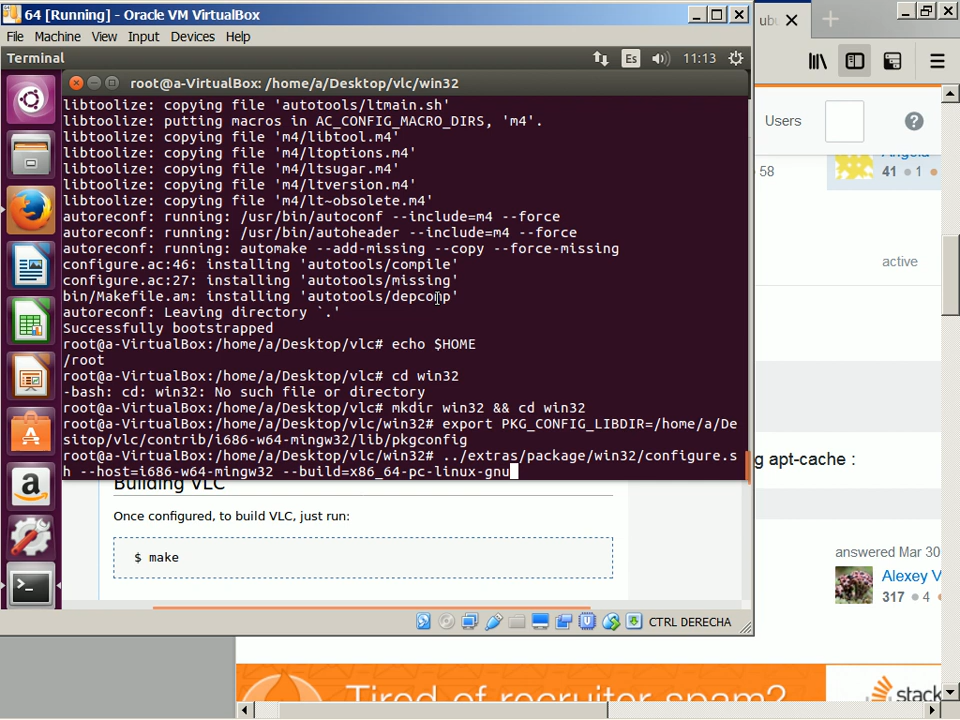 64 [Running] - Oracle VM VirtualBox
File Machine View Input Devices Help
Terminal
Es
11:13
root@a-VirtualBox: /home/a/Desktop/vlc/win32
libtoolize: copying file 'autotools/ltmain.sh'
libtoolize: putting macros in AC_CONFIG_MACRO_DIRS, 'm4'.
libtoolize: copying file 'm4/libtool.m4'
libtoolize: copying file 'm4/ltoptions.m4'
libtoolize: copying file 'm4/ltsugar.m4'
libtoolize: copying file 'm4/ltversion.m4'
libtoolize: copying file 'm4/lt~obsolete.m4'
autoreconf: running: /usr/bin/autoconf --include=m4 --force
autoreconf: running: /usr/bin/autoheader --include=m4 --force
autoreconf: running: automake --add-missing --copy --force-missing
configure.ac:46: installing 'autotools/compile'
configure.ac:27: installing 'autotools/missing'
bin/Makefile.am: installing 'autotools/depcomp'
autoreconf: Leaving directory `.'
Successfully bootstrapped
root@a-VirtualBox:/home/a/Desktop/vlc# echo $HOME
/root
root@a-VirtualBox:/home/a/Desktop/vlc# cd win32
-bash: cd: win32: No such file or directory
root@a-VirtualBox:/home/a/Desktop/vlc# mkdir win32 && cd win32
root@a-VirtualBox:/home/a/Desktop/vlc/win32# export PKG_CONFIG_LIBDIR=/home/a/De
sitop/vlc/contrib/i686-w64-mingw32/lib/pkgconfig
root@a-VirtualBox:/home/a/Desktop/vlc/win32# ../extras/package/win32/configure.s
h --host=i686-w64-mingw32 --build=x86_64-pc-linux-gnu
Building VLC
Once configured, to build VLC, just run:
$ make
CTRL DERECHA
ubu
Users
58
41 1
active
g apt-cache :
answered Mar 30
Alexey V
317 4
Tired of recruiter spam?
stack